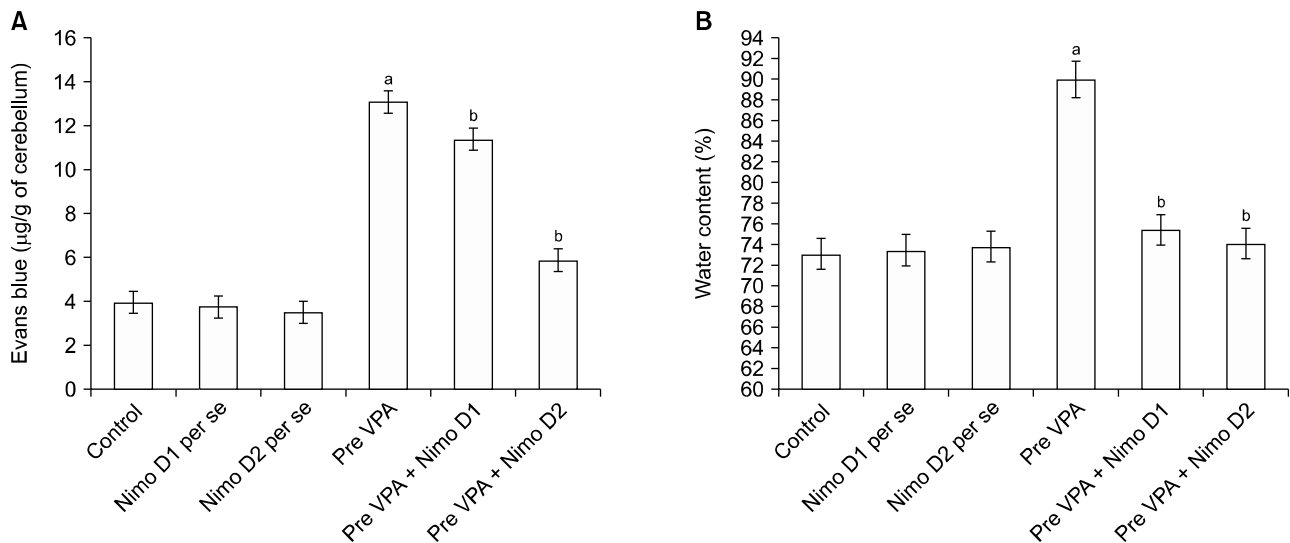 A
Evans blue (μg/g of cerebellum)
16
14
12
10
8
6
4
2
0
a
b
b
Control
Nimo D1 per se
Nimo D2 per se
Pre VPA
Pre VPA + Nimo D1
Pre VPA + Nimo D2
B
Water content (%)
94
92
90
88
86
84
82
80
78
76
74
72
70
68
66
64
62
60
a
b
b
Control
Nimo D1 per se
Nimo D2 per se
Pre VPA
Pre VPA + Nimo D1
Pre VPA + Nimo D2